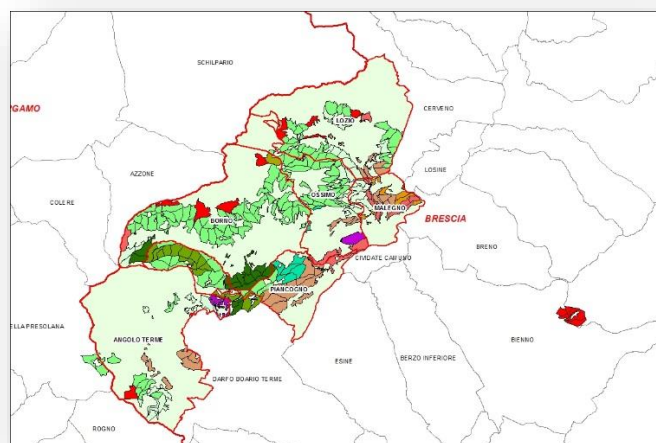 SCHILPARIO
GAMO
LOZIO
CERVENO
AZZONE
LOSINE
COLERE
OSSIMO
MALEGNO
BORNO
BRESCIA
BRENO
CIVIDATE CAMUNO
PIANCOGNO
ELLA PRESOLANA
ANGOLO TERME
BIENNO
ESINE
BERZO INFERIORE
DARFO BOARIO TERME
ROGNO